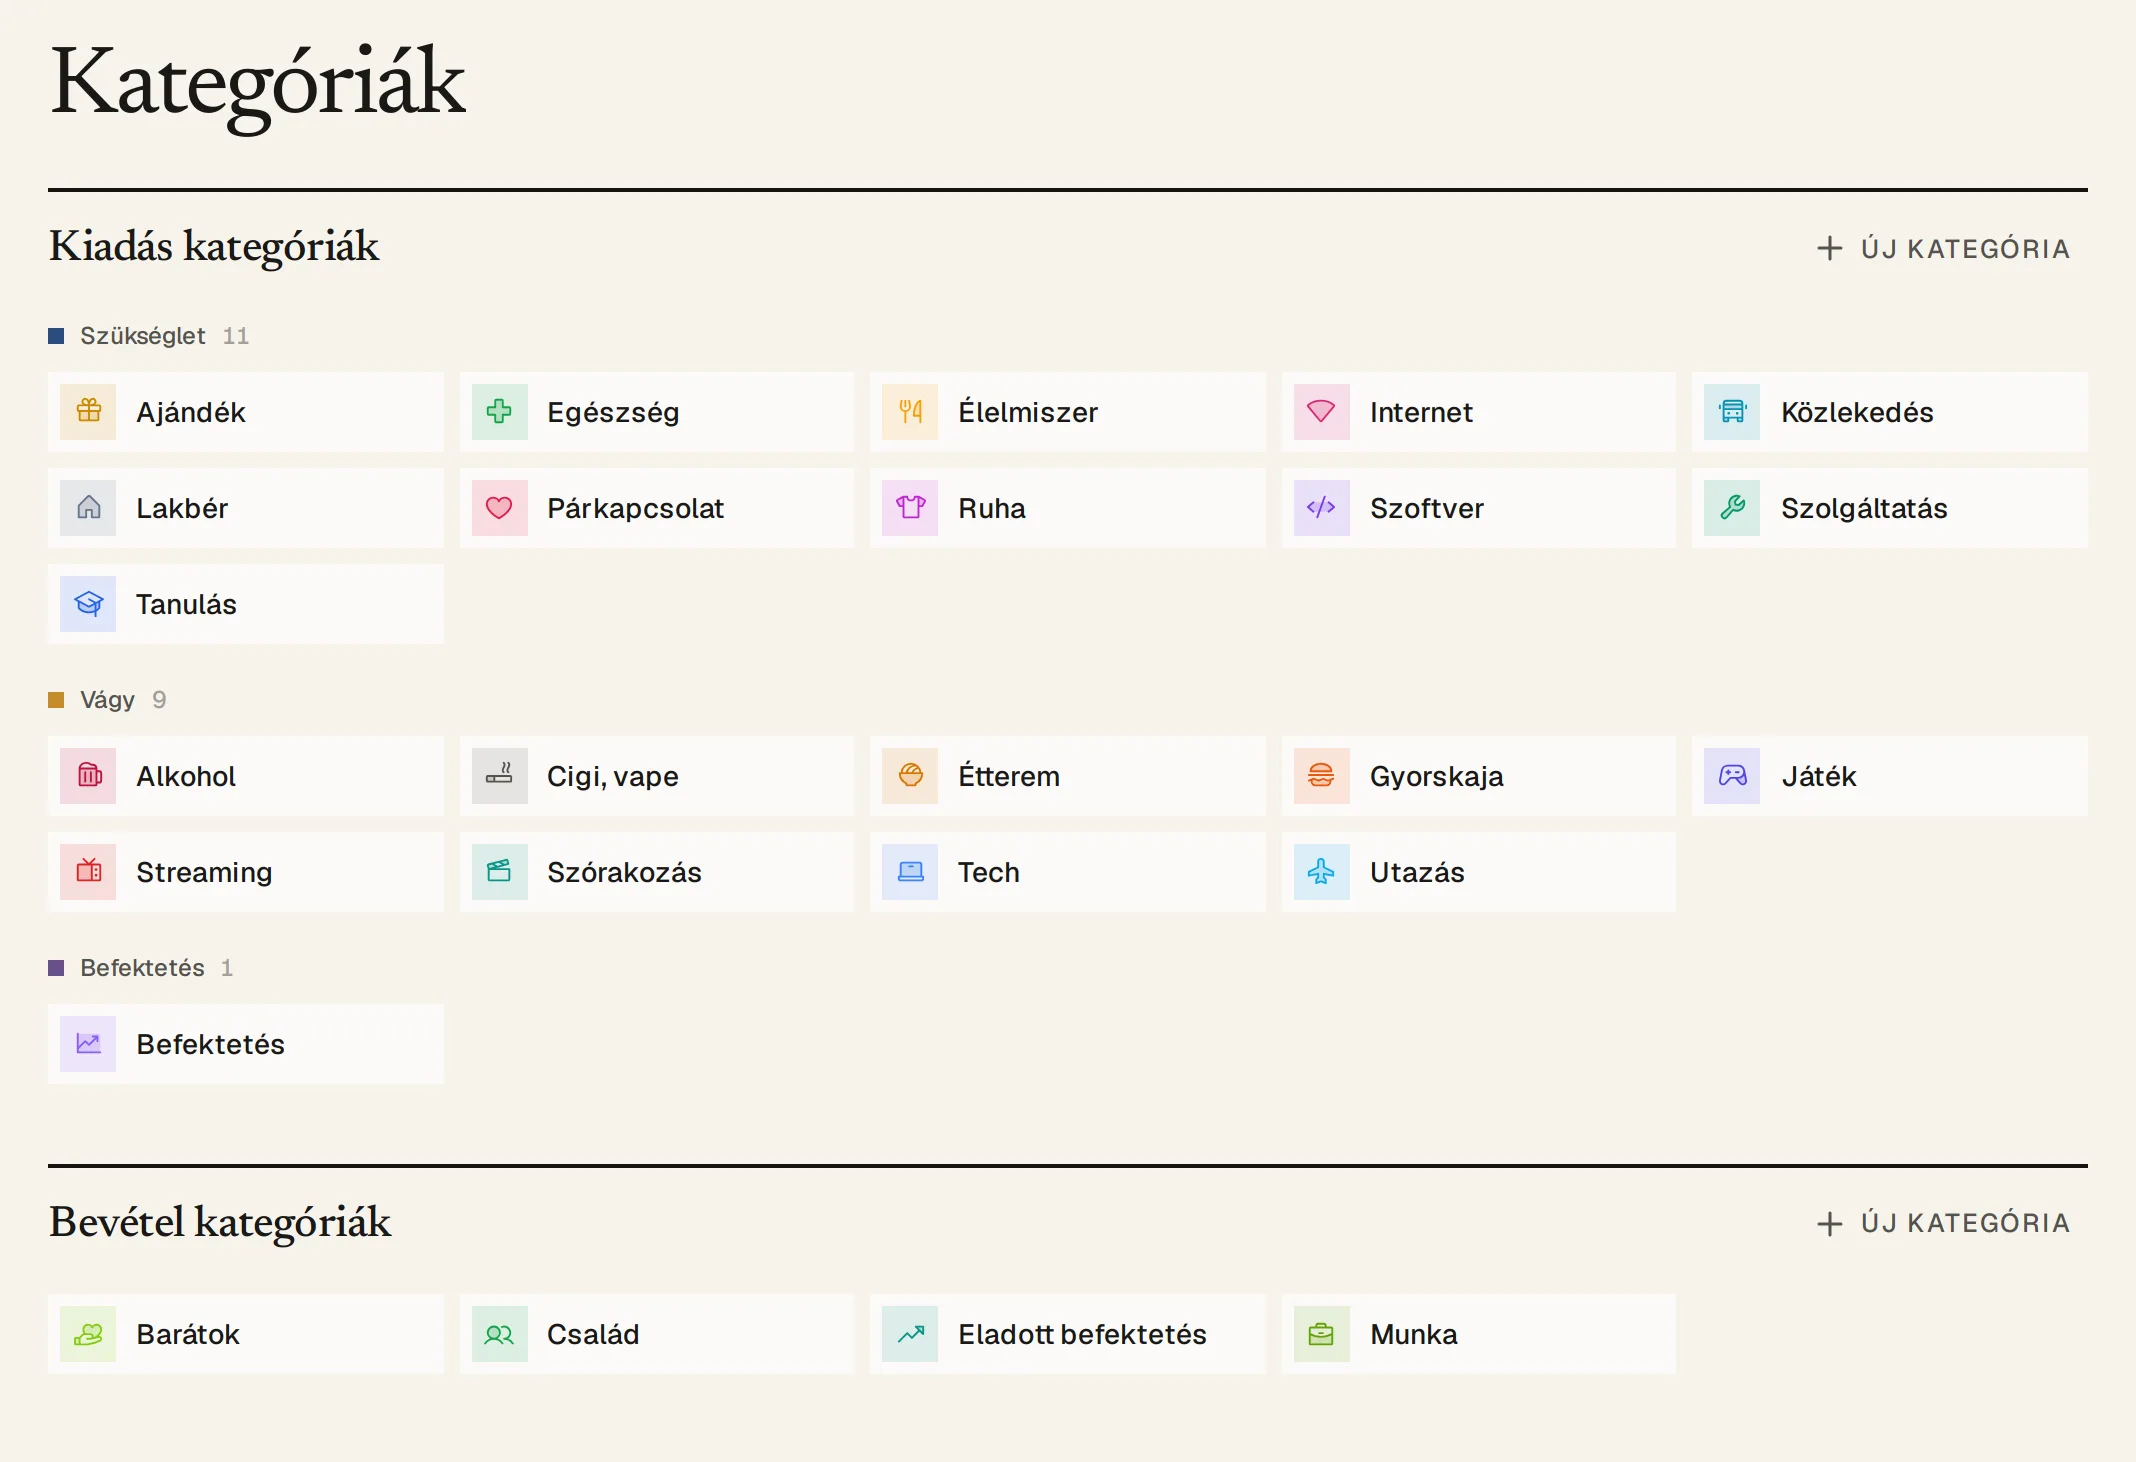 Kategóriák
Kiadás kategóriák
ÚJ KATEGÓRIA
Szükséglet 11
Ajándék
Egészség
Élelmiszer
Internet
Közlekedés
Lakbér
Párkapcsolat
Ruha
Szoftver
Szolgáltatás
Tanulás
Vágy 9
Alkohol
Cigi, vape
Étterem
Gyorskaja
Játék
Streaming
Szórakozás
Tech
Utazás
Befektetés 1
Befektetés
Bevétel kategóriák
ÚJ KATEGÓRIA
Barátok
Család
Eladott befektetés
Munka